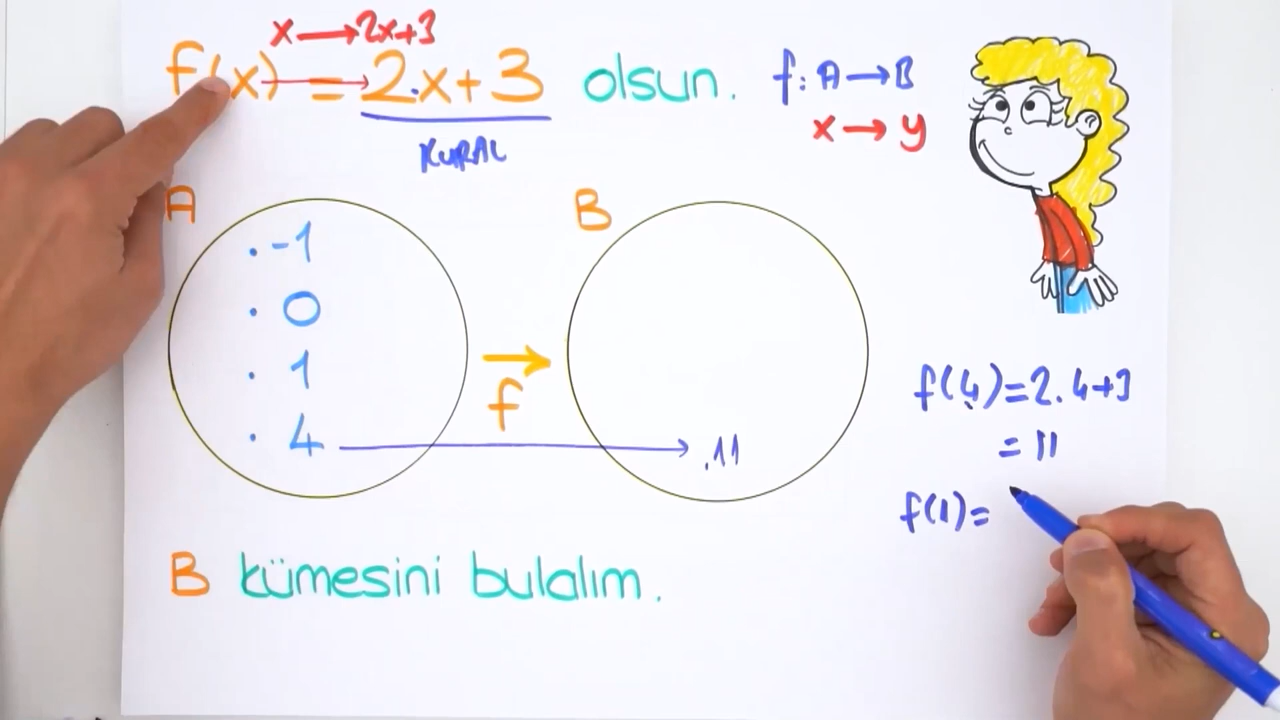 x→2x+3
f(x) = 2.x+3 olsun. f: A→B
x→y
KURAL
A
B
. -1
. 0
. 1
. 4
f
.11
f(4)=2.4+3
= 11
f(1)=
B kümesini bulalım.